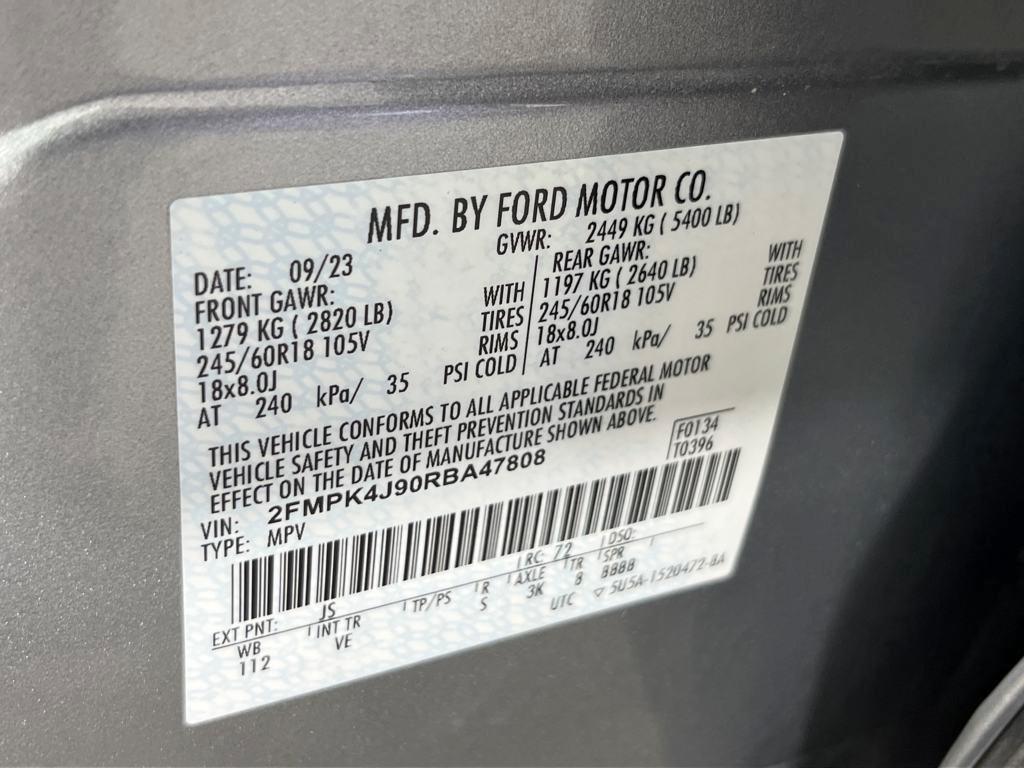 MFD. BY FORD MOTOR CO.
DATE: 09/23 GVWR: 2449 KG ( 5400 LB)
FRONT GAWR: REAR GAWR:
1279 KG ( 2820 LB) WITH 1197 KG ( 2640 LB) WITH
245/60R18 105V TIRES 245/60R18 105V TIRES
18x8.0J RIMS 18x8.0J RIMS
AT 240 kPa/ 35 PSI COLD AT 240 kPa/ 35 PSI COLD
THIS VEHICLE CONFORMS TO ALL APPLICABLE FEDERAL MOTOR
VEHICLE SAFETY AND THEFT PREVENTION STANDARDS IN
EFFECT ON THE DATE OF MANUFACTURE SHOWN ABOVE.
VIN: 2FMPK4J90RBA47808 F0134
TYPE: MPV T0396
EXT PNT: JS RC: 72 DSO:
WB INT TR TP/PS R AXLE TR SPR
112 VE S 3K 8 BBBB
UTC ▽ 5U5A-1520472-BA